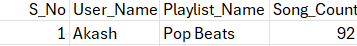 S_No User_Name Playlist_Name Song_Count
1 Akash Pop Beats 92